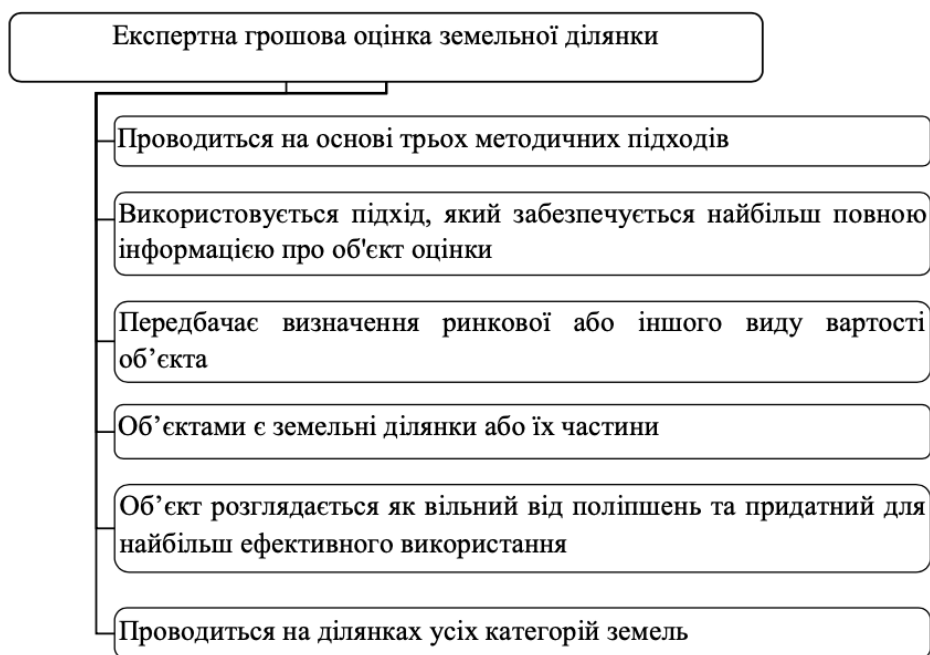 Експертна грошова оцінка земельної ділянки
Проводиться на основі трьох методичних підходів
Використовується підхід, який забезпечується найбільш повною
інформацією про об'єкт оцінки
Передбачає визначення ринкової або іншого виду вартості
об’єкта
Об’єктами є земельні ділянки або їх частини
Об’єкт розглядається як вільний від поліпшень та придатний для
найбільш ефективного використання
Проводиться на ділянках усіх категорій земель